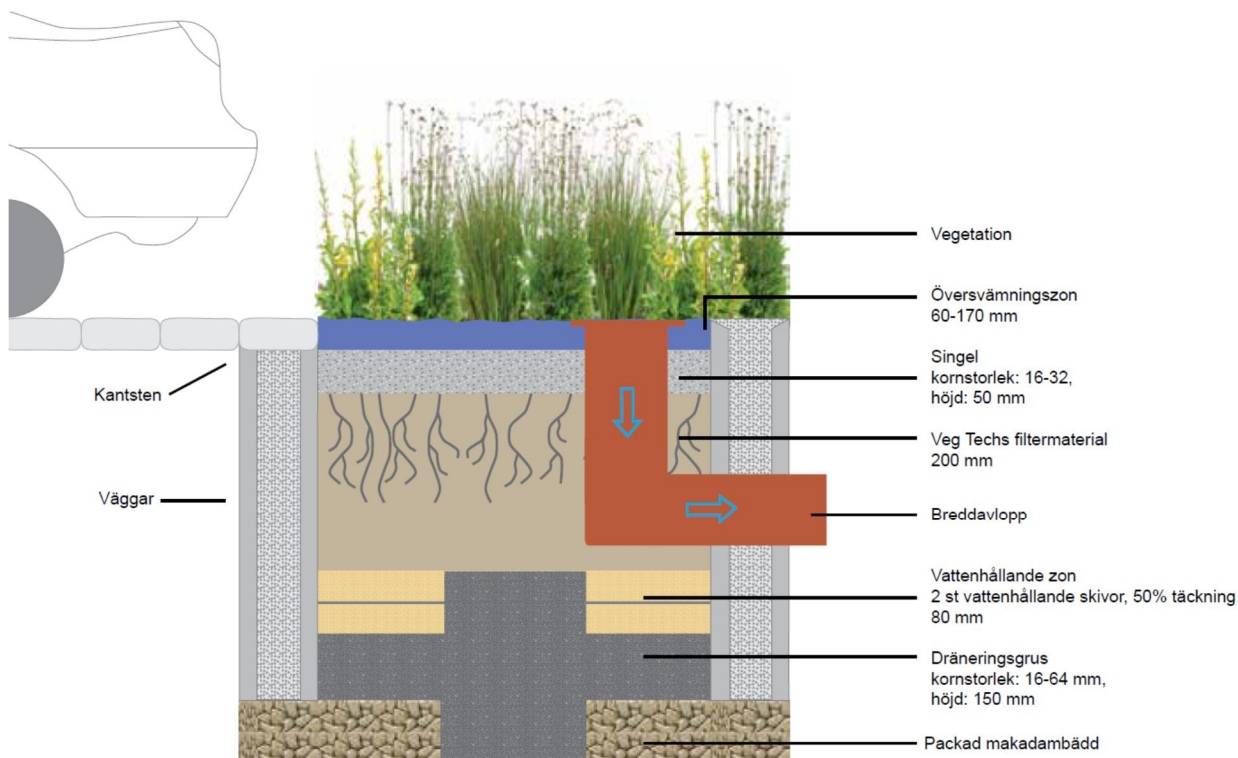 Vegetation
Översvämningszon
60-170 mm
Singel
kornstorlek: 16-32,
höjd: 50 mm
Kantsten
Veg Techs filtermaterial
200 mm
Väggar
Breddavlopp
Vattenhållande zon
2 st vattenhållande skivor, 50% täckning
80 mm
Dräneringsgrus
kornstorlek: 16-64 mm,
höjd: 150 mm
Packad makadambädd